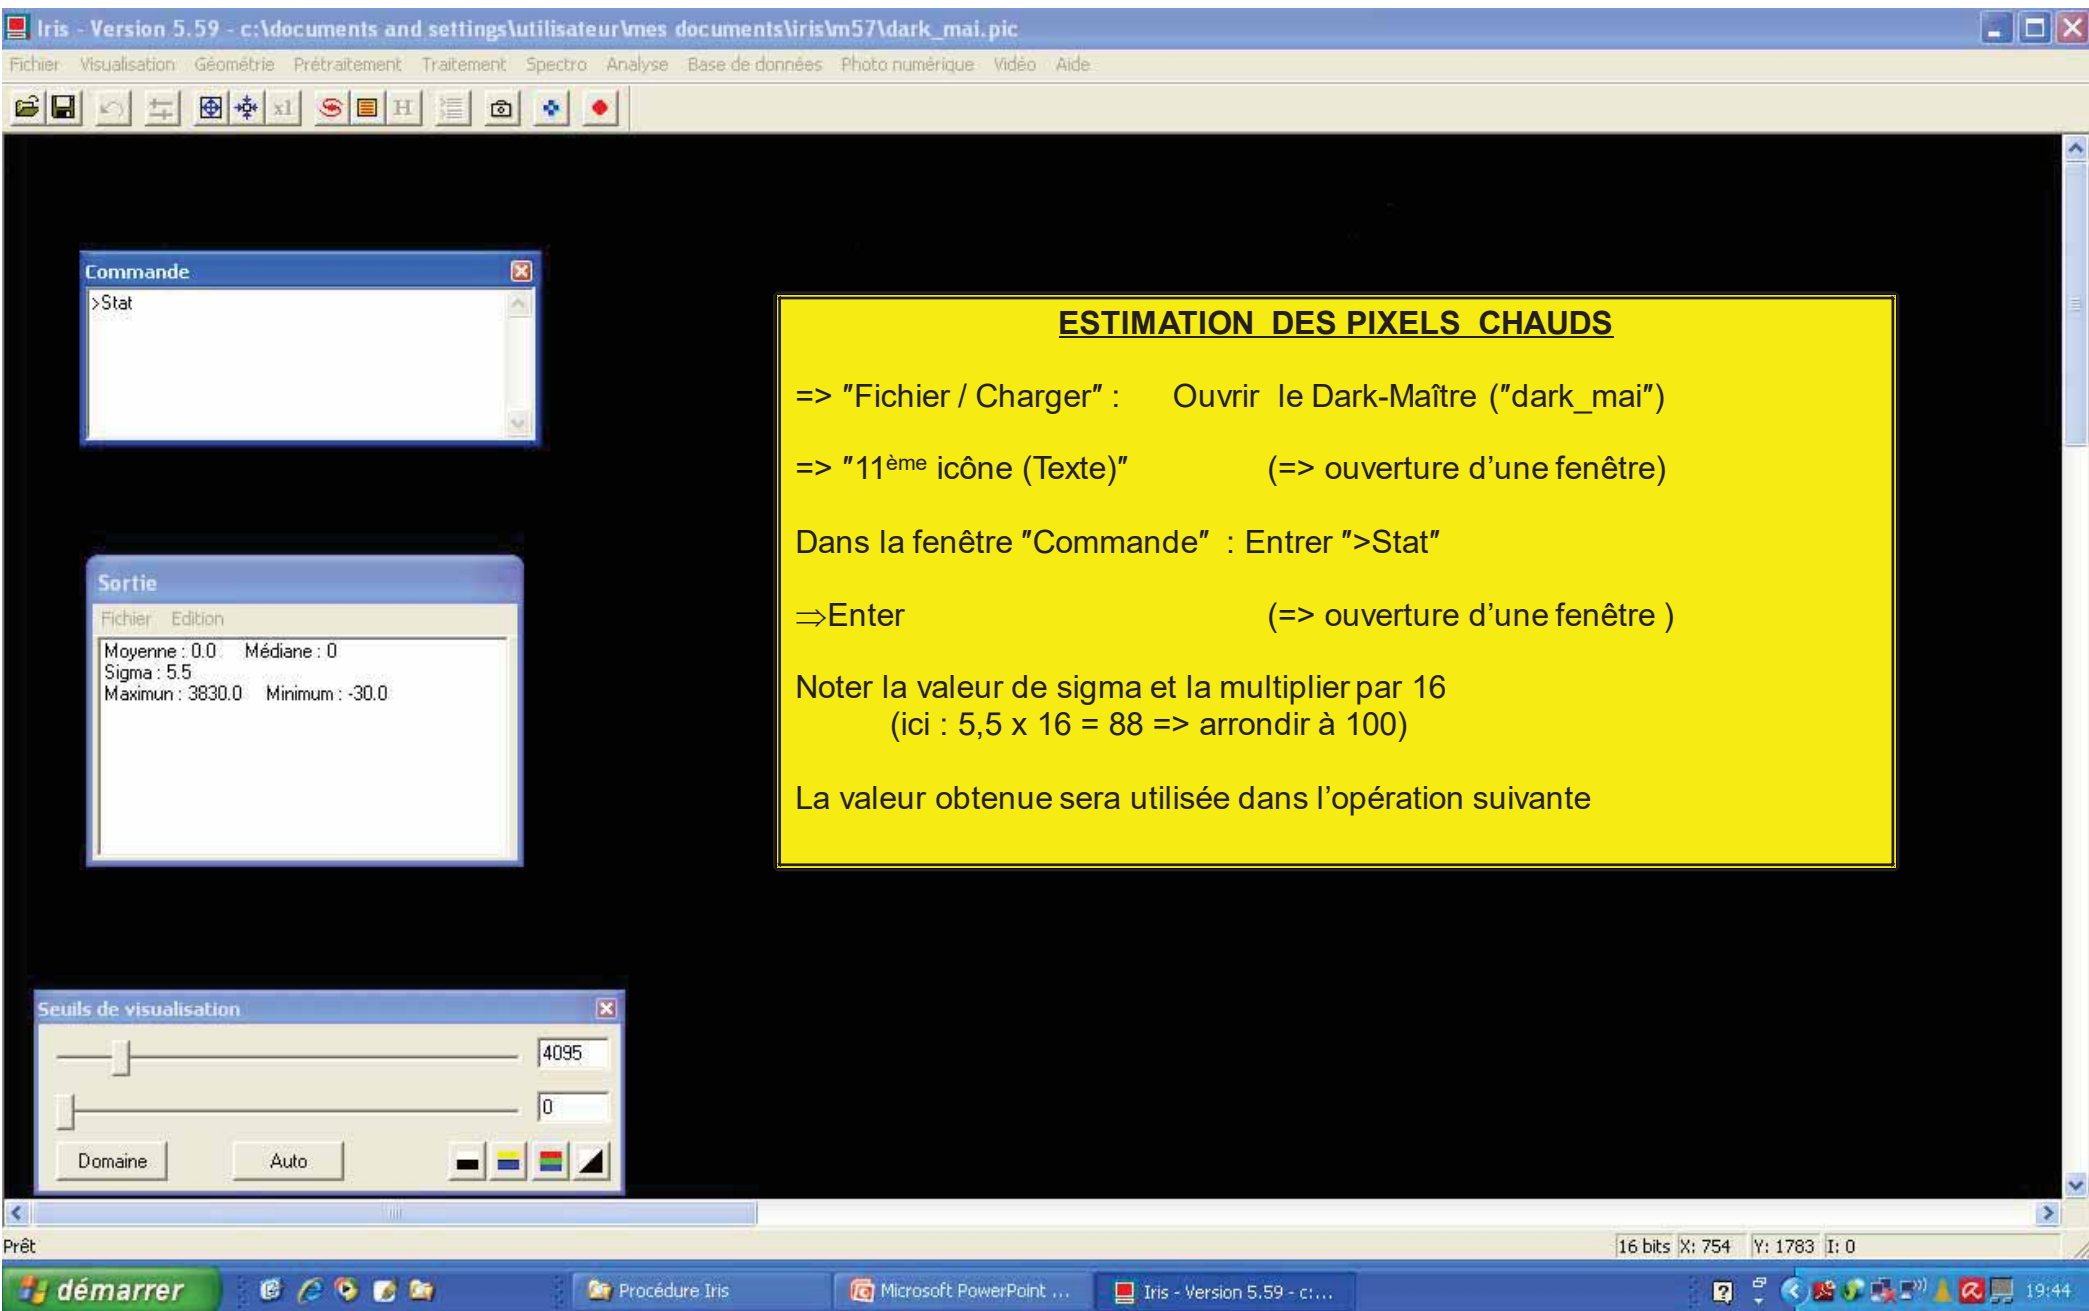 Iris - Version 5.59 - c:\documents and settings\utilisateur\mes documents\iris\m57\dark_mai.pic
Fichier Visualisation Géométrie Prétraitement Traitement Spectro Analyse Base de données Photo numérique Vidéo Aide
x1 H
Commande
>Stat
ESTIMATION DES PIXELS CHAUDS
=> "Fichier / Charger" : Ouvrir le Dark-Maître ("dark_mai")
=> "11ème icône (Texte)" (=> ouverture d'une fenêtre)
Dans la fenêtre "Commande" : Entrer ">Stat"
⇒Enter (=> ouverture d'une fenêtre )
Noter la valeur de sigma et la multiplier par 16
(ici : 5,5 x 16 = 88 => arrondir à 100)
La valeur obtenue sera utilisée dans l'opération suivante
Sortie
Fichier Edition
Moyenne : 0.0 Médiane : 0
Sigma : 5.5
Maximun : 3830.0 Minimum : -30.0
Seuils de visualisation
4095
0
Domaine Auto
Prêt 16 bits X: 754 Y: 1783 I: 0
démarrer Procédure Iris Microsoft PowerPoint ... Iris - Version 5.59 - c:... 19:44